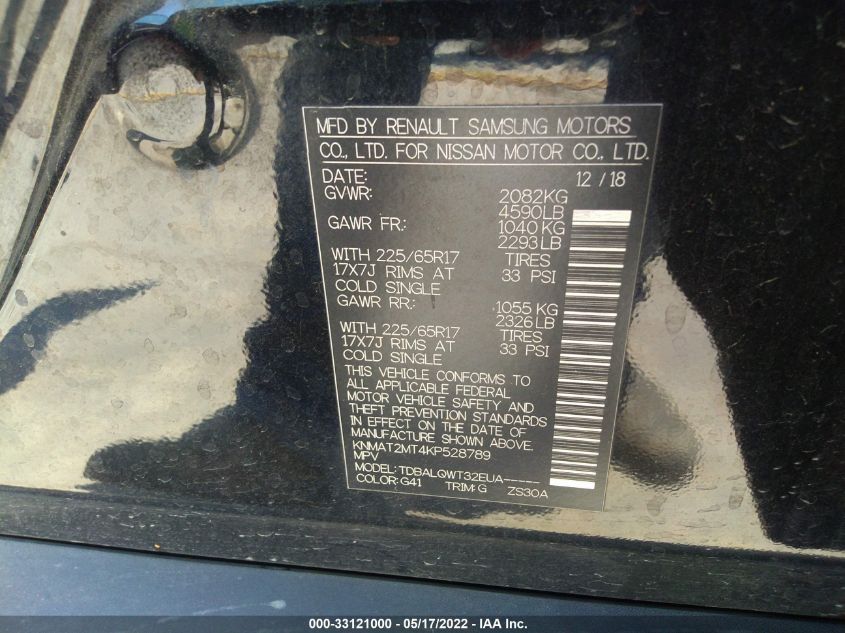 MFD BY RENAULT SAMSUNG MOTORS
CO., LTD. FOR NISSAN MOTOR CO., LTD.
DATE: 12 / 18
GVWR: 2082KG
4590LB
GAWR FR: 1040 KG
2293LB
WITH 225/65R17 TIRES
17X7J RIMS AT 33 PSI
COLD SINGLE
GAWR RR: 1055 KG
2326LB
WITH 225/65R17 TIRES
17X7J RIMS AT 33 PSI
COLD SINGLE
THIS VEHICLE CONFORMS TO
ALL APPLICABLE FEDERAL
MOTOR VEHICLE SAFETY AND
THEFT PREVENTION STANDARDS
IN EFFECT ON THE DATE OF
MANUFACTURE SHOWN ABOVE.
KNMAT2MT4KP528789
MPV
MODEL: TDBALQWT32EUA-----
COLOR: G41 TRIM: G ZS30A
000-33121000 - 05/17/2022 - IAA Inc.